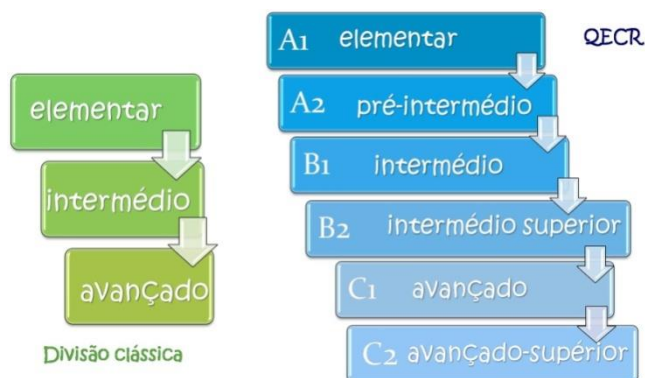 elementar
intermédio
avançado
Divisão clássica
QECR
A1 elementar
A2 pré-intermédio
B1 intermédio
B2 intermédio superior
C1 avançado
C2 avançado-supérior